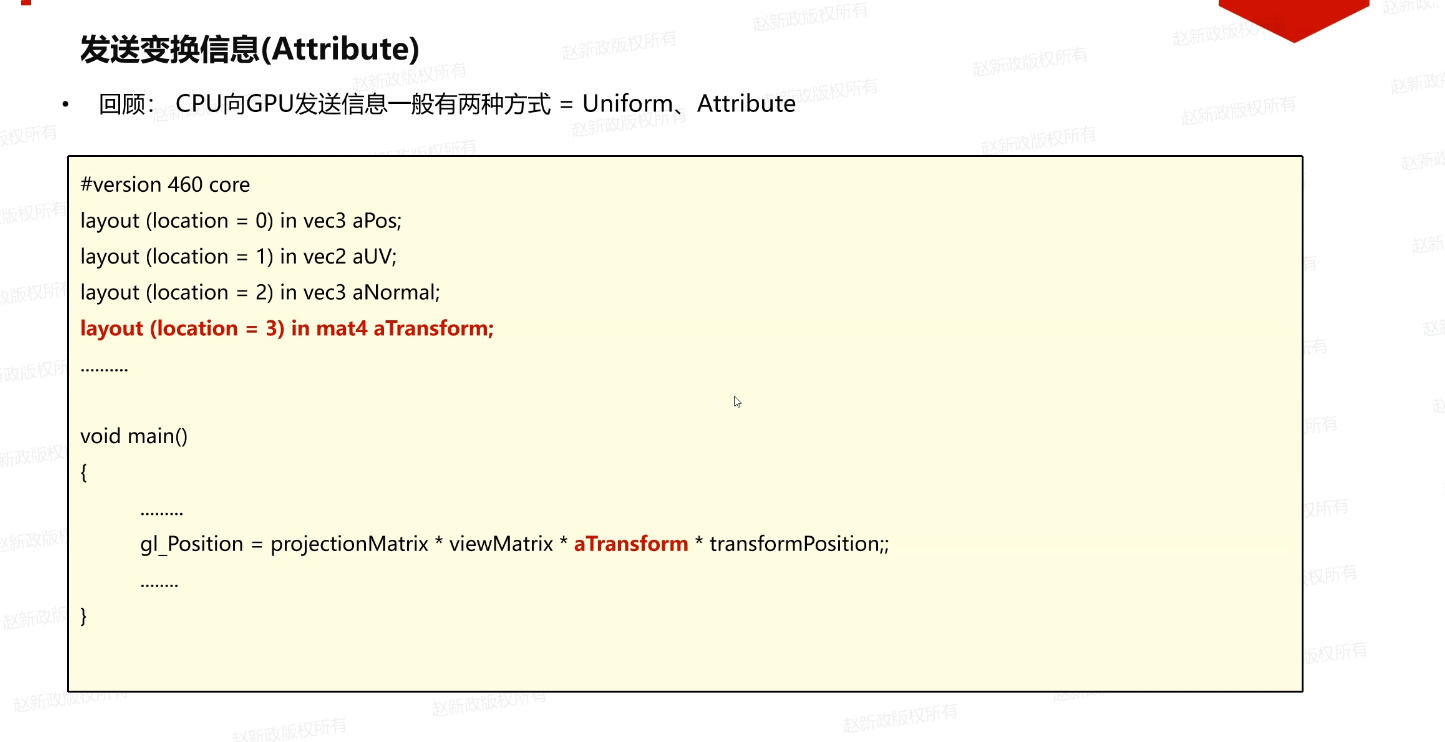 发送变换信息(Attribute)
• 回顾： CPU向GPU发送信息一般有两种方式 = Uniform、Attribute
#version 460 core
layout (location = 0) in vec3 aPos;
layout (location = 1) in vec2 aUV;
layout (location = 2) in vec3 aNormal;
layout (location = 3) in mat4 aTransform;
..........
void main()
{
.........
gl_Position = projectionMatrix * viewMatrix * aTransform * transformPosition;;
........
}
赵新政版权所有